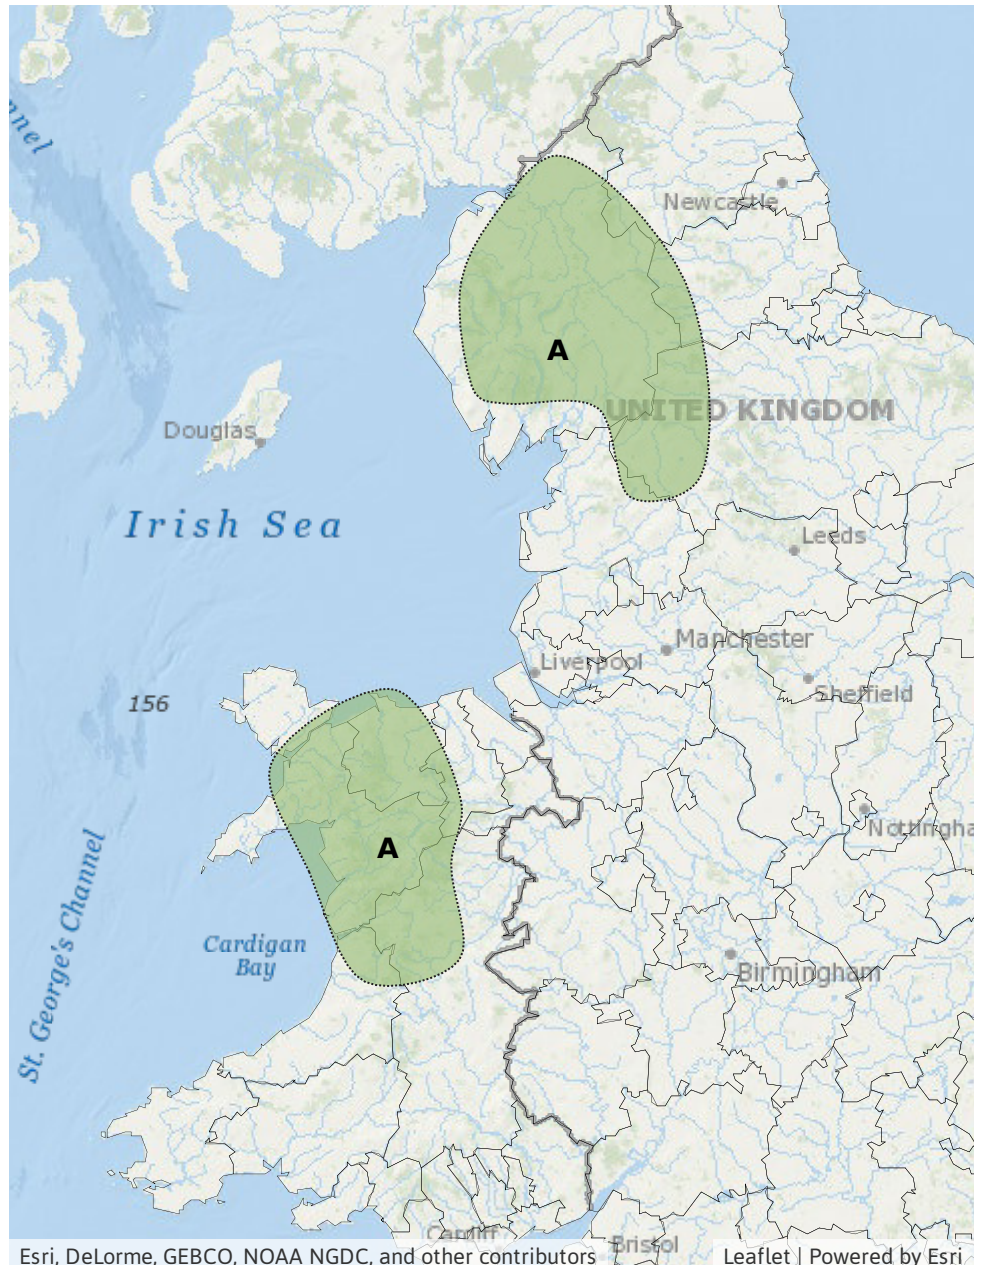 nnel
Newcastle
A
UNITED KINGDOM
Douglas
Irish Sea
Leeds
Manchester
Liverpool
Sheffield
156
Nottingha
A
St. George's Channel
Cardigan
Bay
Birmingham
Cardiff
Bristol
Esri, DeLorme, GEBCO, NOAA NGDC, and other contributors
Leaflet | Powered by Esri